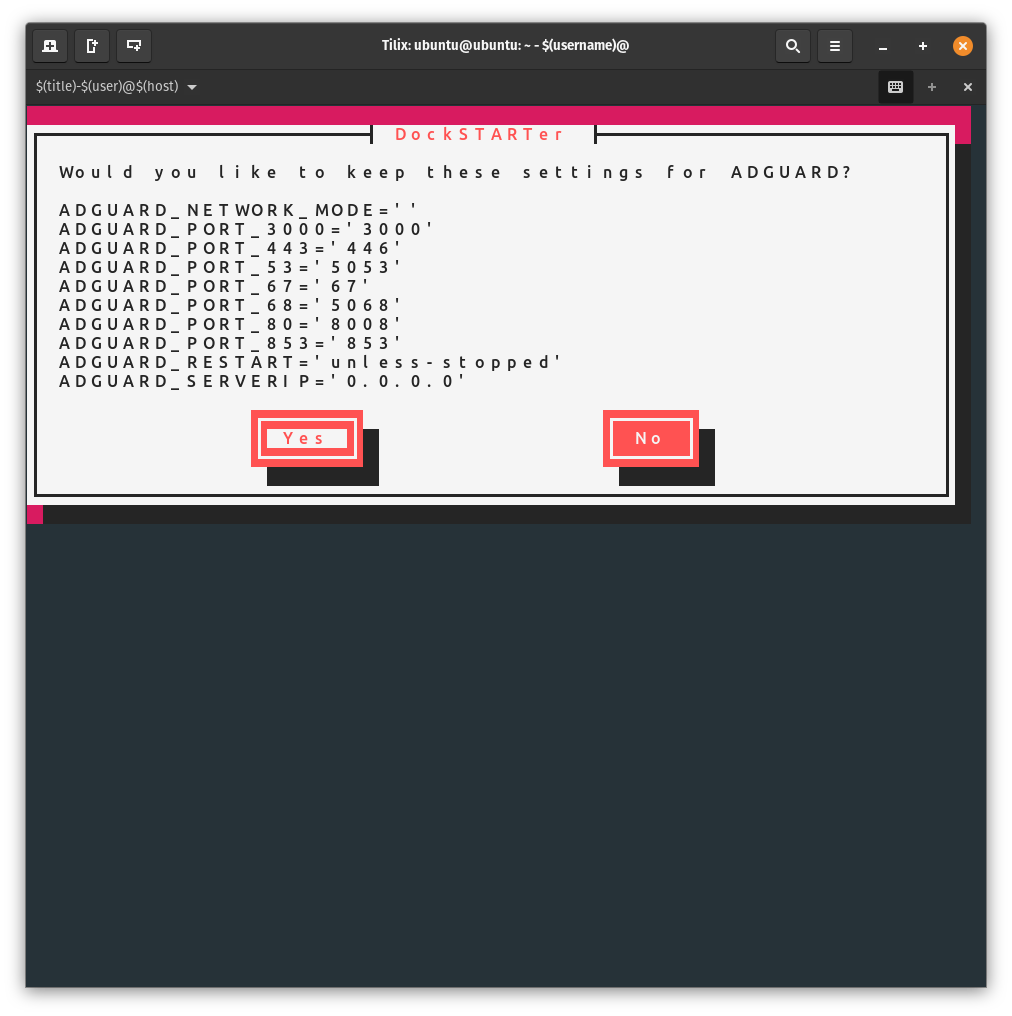 Tilix: ubuntu@ubuntu: ~ - $(username)@
$(title)-$(user)@$(host)
DockSTARTer
Would you like to keep these settings for ADGUARD?
ADGUARD_NETWORK_MODE=''
ADGUARD_PORT_3000='3000'
ADGUARD_PORT_443='446'
ADGUARD_PORT_53='5053'
ADGUARD_PORT_67='67'
ADGUARD_PORT_68='5068'
ADGUARD_PORT_80='8008'
ADGUARD_PORT_853='853'
ADGUARD_RESTART='unless-stopped'
ADGUARD_SERVERIP='0.0.0.0'
Yes No